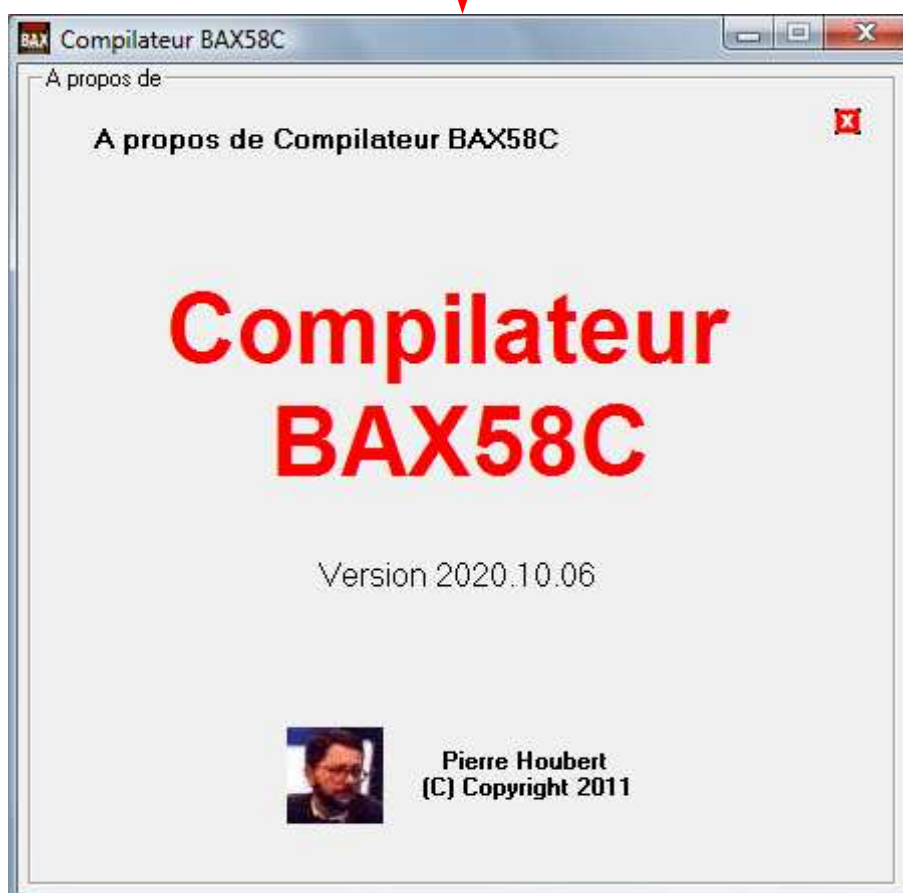 BAX Compilateur BAX58C
A propos de
A propos de Compilateur BAX58C
X
Compilateur
BAX58C
Version 2020.10.06
Pierre Houbert
(C) Copyright 2011